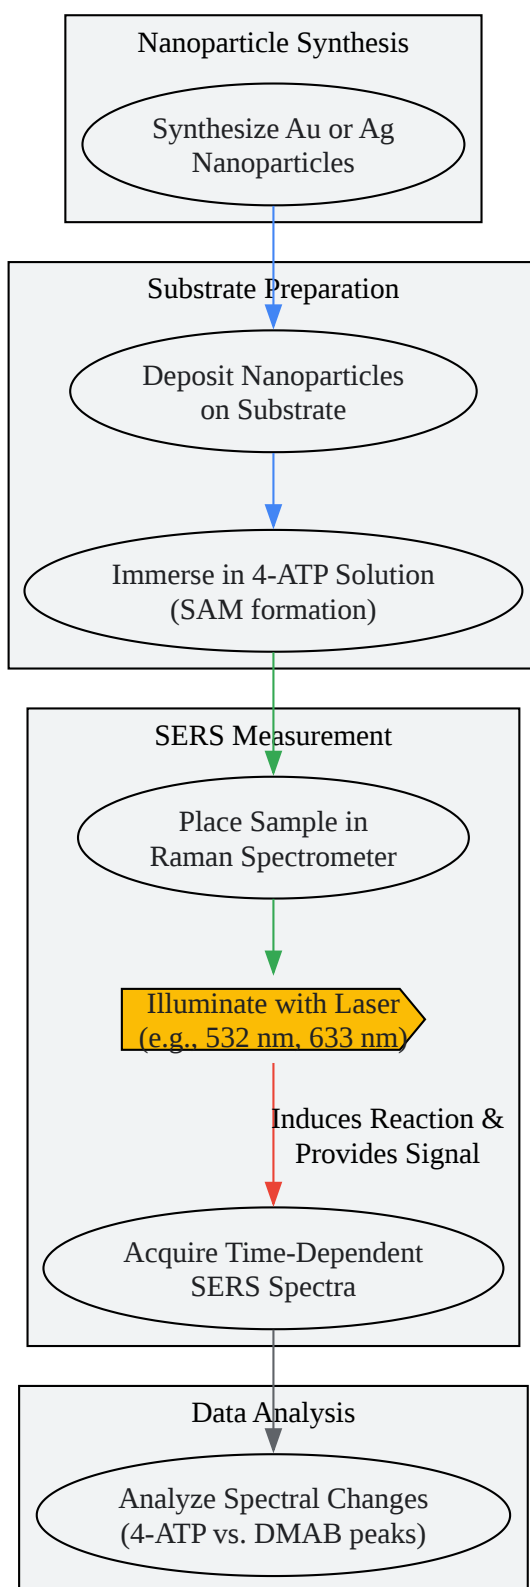 Nanoparticle Synthesis
Synthesize Au or Ag
Nanoparticles
Substrate Preparation
Deposit Nanoparticles
on Substrate
Immerse in 4-ATP Solution
(SAM formation)
SERS Measurement
Place Sample in
Raman Spectrometer
Illuminate with Laser
(e.g., 532 nm, 633 nm)
Induces Reaction &
Provides Signal
Acquire Time-Dependent
SERS Spectra
Data Analysis
Analyze Spectral Changes
(4-ATP vs. DMAB peaks)